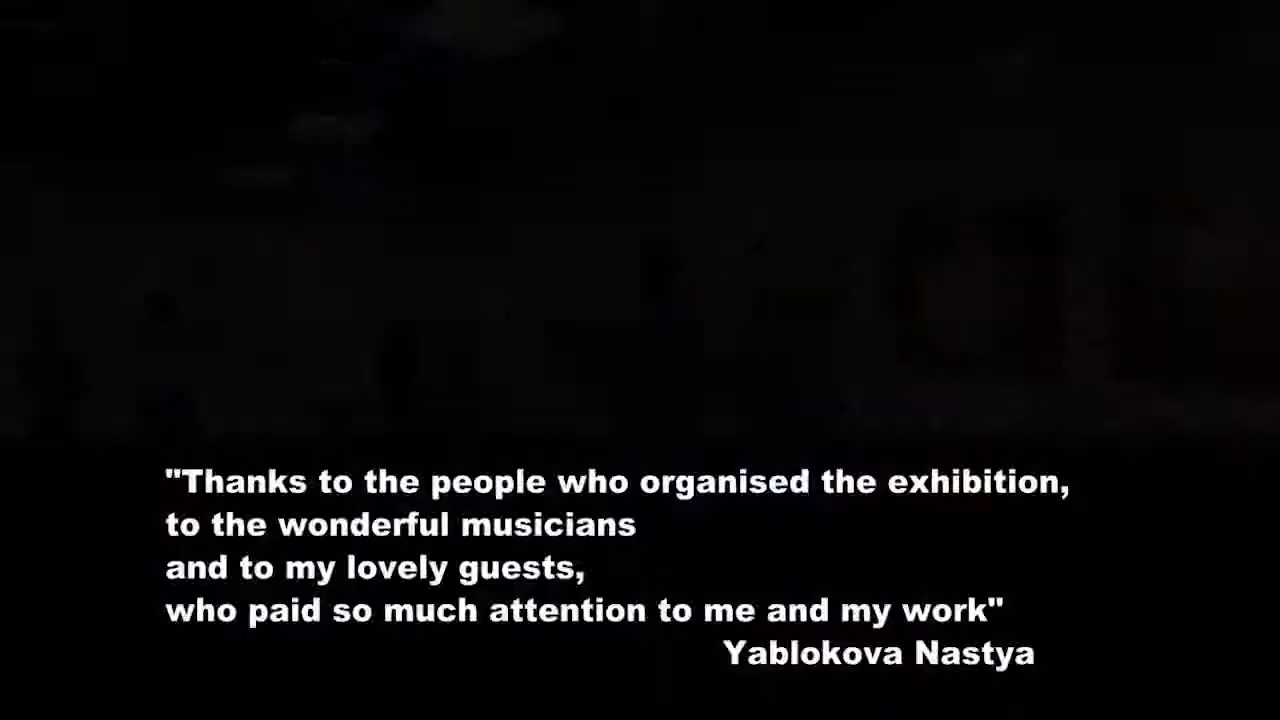 "Thanks to the people who organised the exhibition,
to the wonderful musicians
and to my lovely guests,
who paid so much attention to me and my work"
Yablokova Nastya